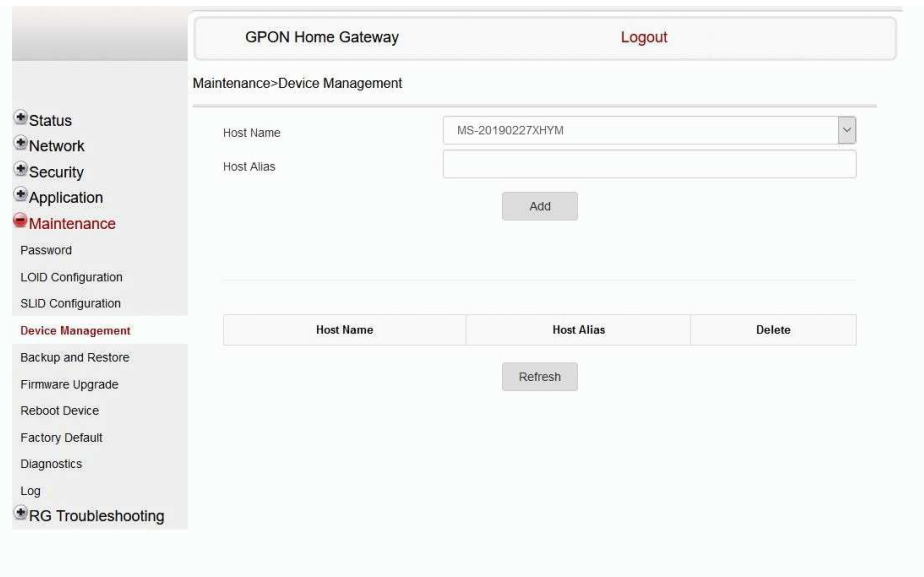 GPON Home Gateway
Logout
Maintenance>Device Management
Status
Network
Security
Application
Maintenance
Password
LOID Configuration
SLID Configuration
Device Management
Backup and Restore
Firmware Upgrade
Reboot Device
Factory Default
Diagnostics
Log
RG Troubleshooting
Host Name
MS-20190227XHYM
Host Alias
Add
Host Name
Host Alias
Delete
Refresh